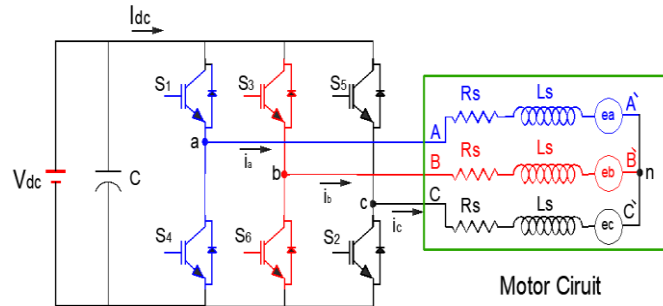 Idc
S1
S3
S5
Rs
Ls
ea
A`
A
a
ia
Vdc
C
B
Rs
Ls
eb
B`
n
b
ib
C
Rs
Ls
ec
C`
c
ic
S4
S6
S2
Motor Ciruit